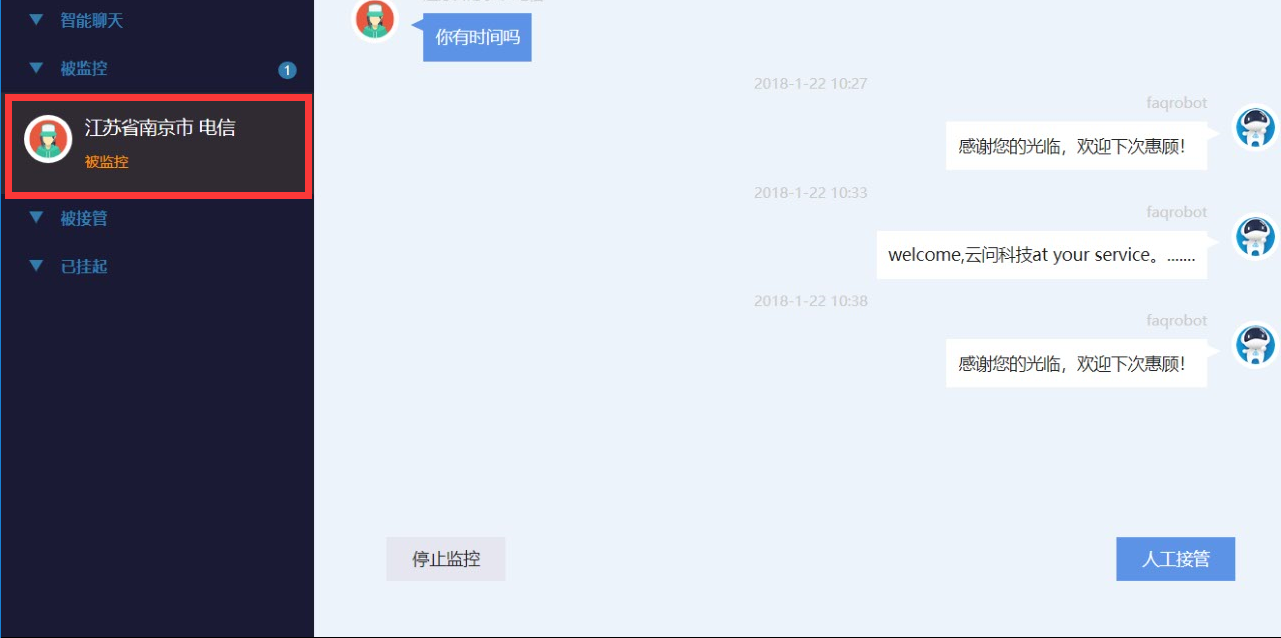 智能聊天
被监控
1
江苏省南京市 电信
被监控
被接管
已挂起
你有时间吗
2018-1-22 10:27
faqrobot
感谢您的光临，欢迎下次惠顾！
2018-1-22 10:33
faqrobot
welcome,云问科技at your service。.......
2018-1-22 10:38
faqrobot
感谢您的光临，欢迎下次惠顾！
停止监控
人工接管